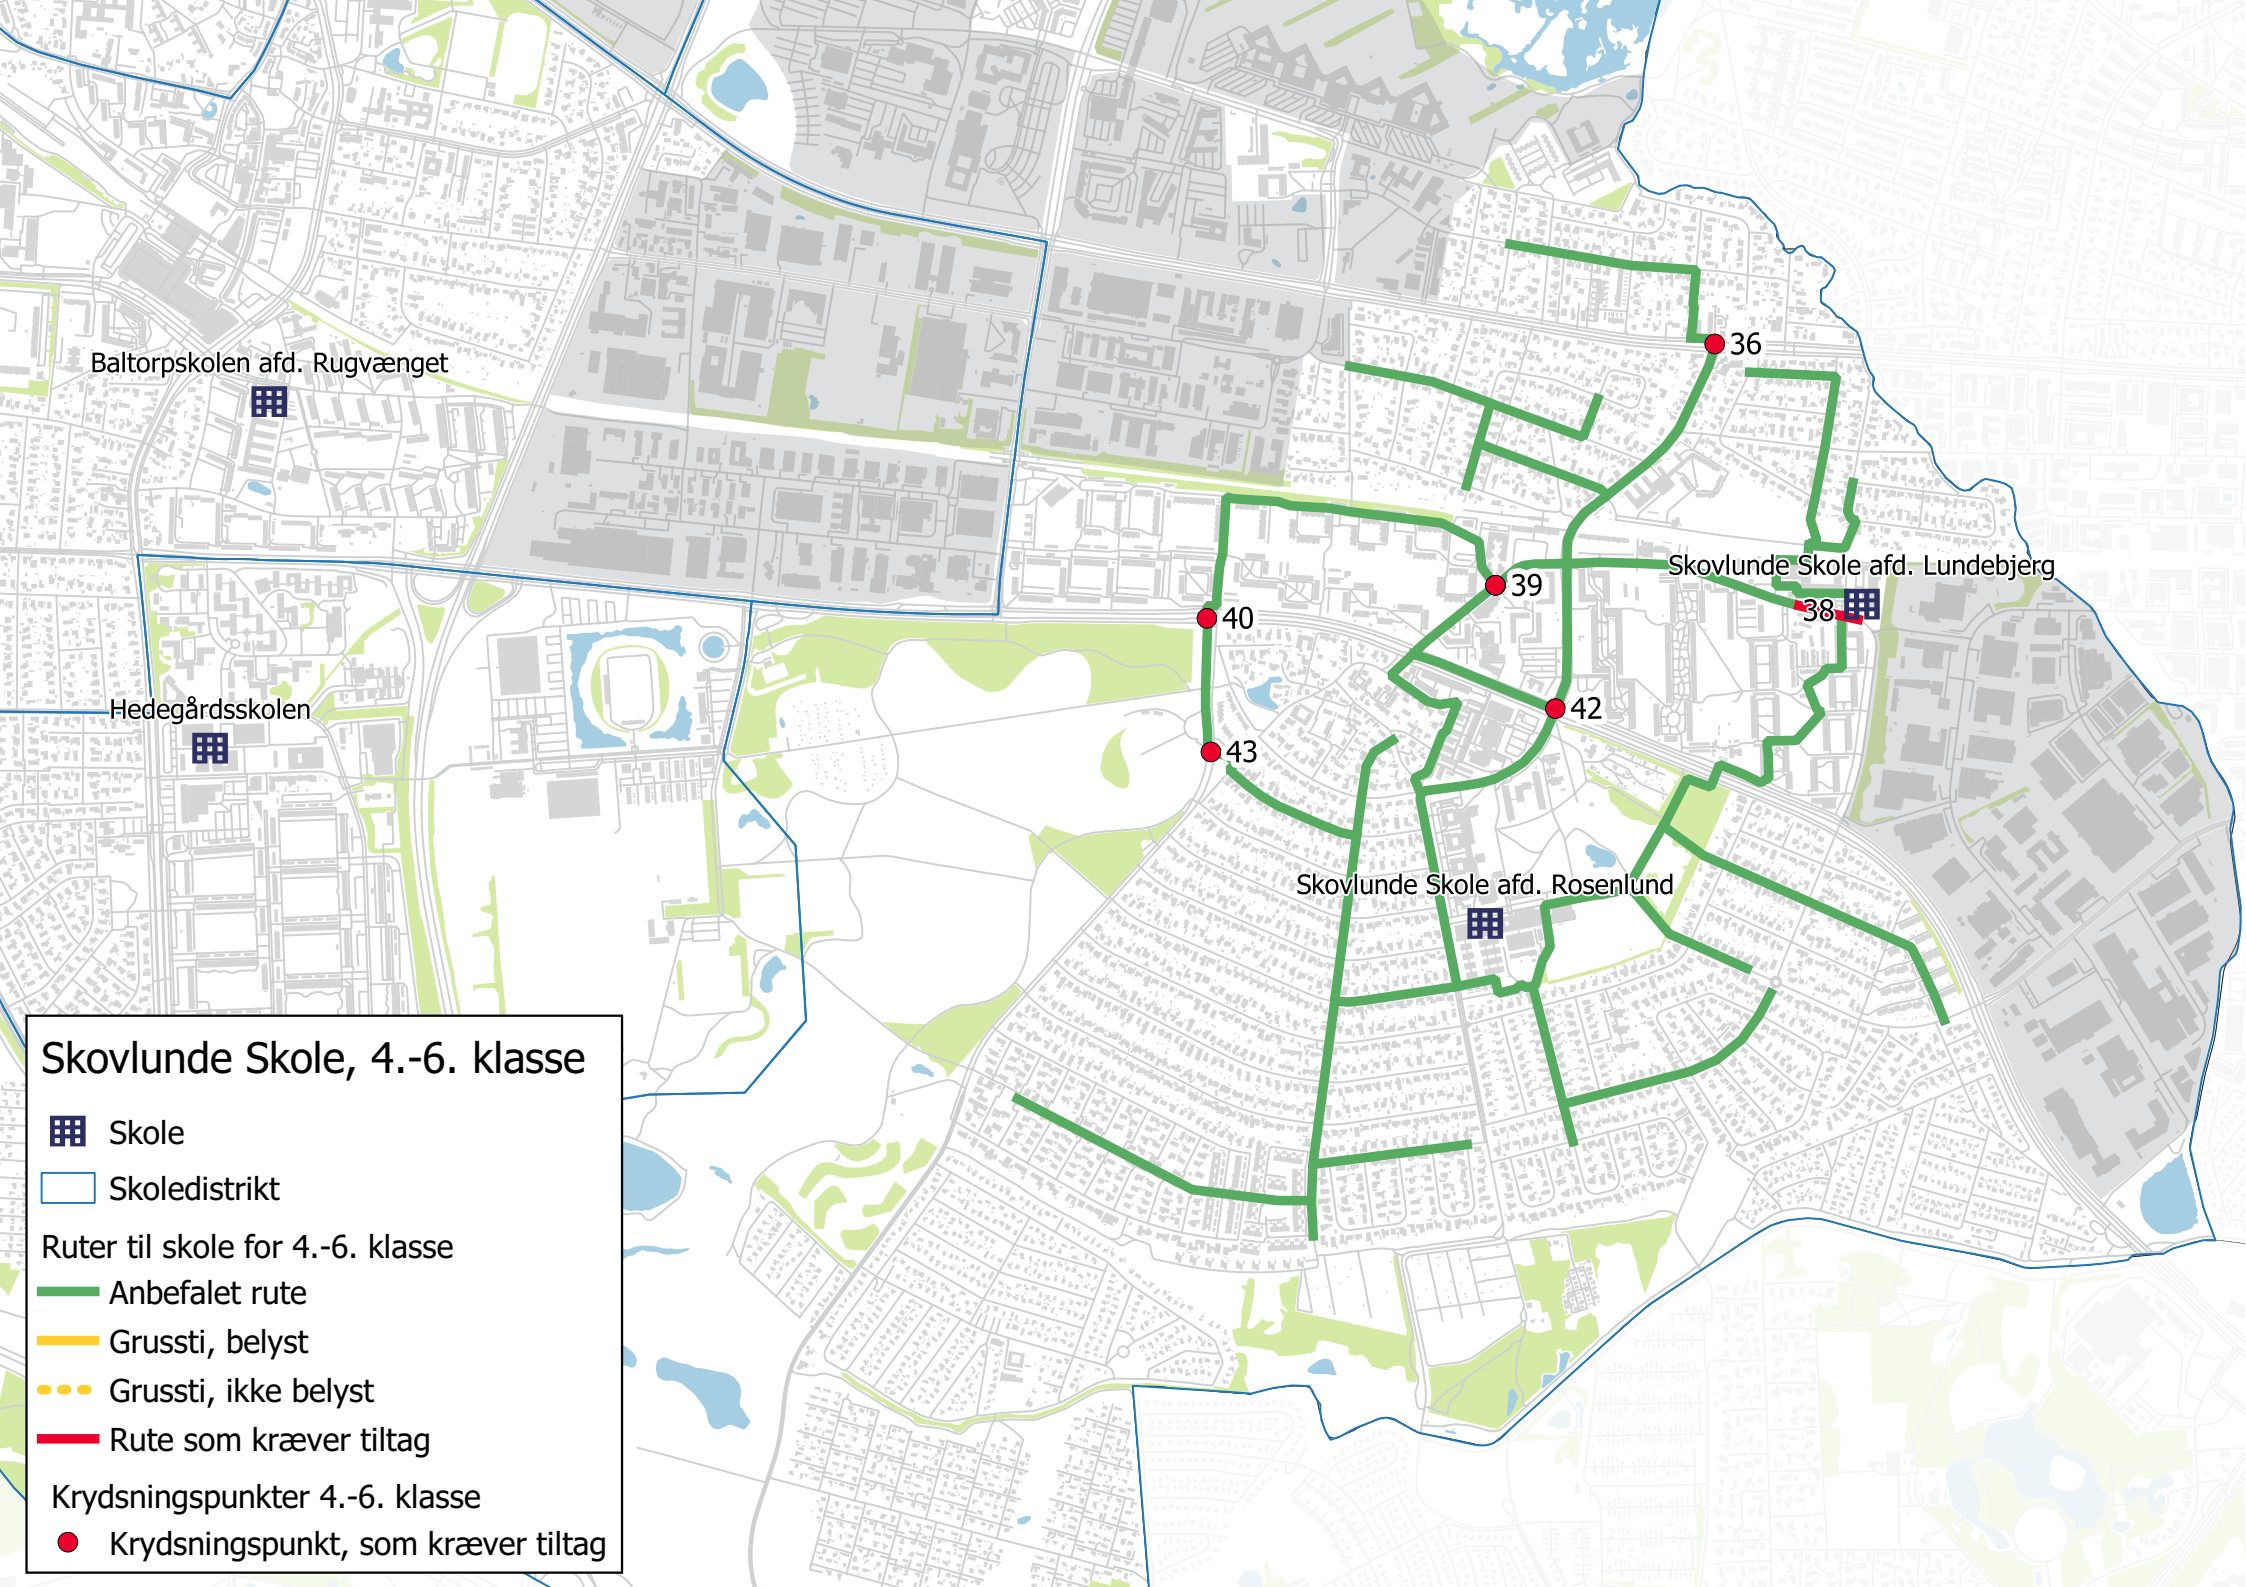 36
Baltorpskolen afd. Rugvænget
Skovlunde Skole afd. Lundebjerg
39
38
40
Hedegårdsskolen
42
43
Skovlunde Skole afd. Rosenlund
Skovlunde Skole, 4.-6. klasse
Skole
Skoledistrikt
Ruter til skole for 4.-6. klasse
Anbefalet rute
Grussti, belyst
Grussti, ikke belyst
Rute som kræver tiltag
Krydsningspunkter 4.-6. klasse
Krydsningspunkt, som kræver tiltag